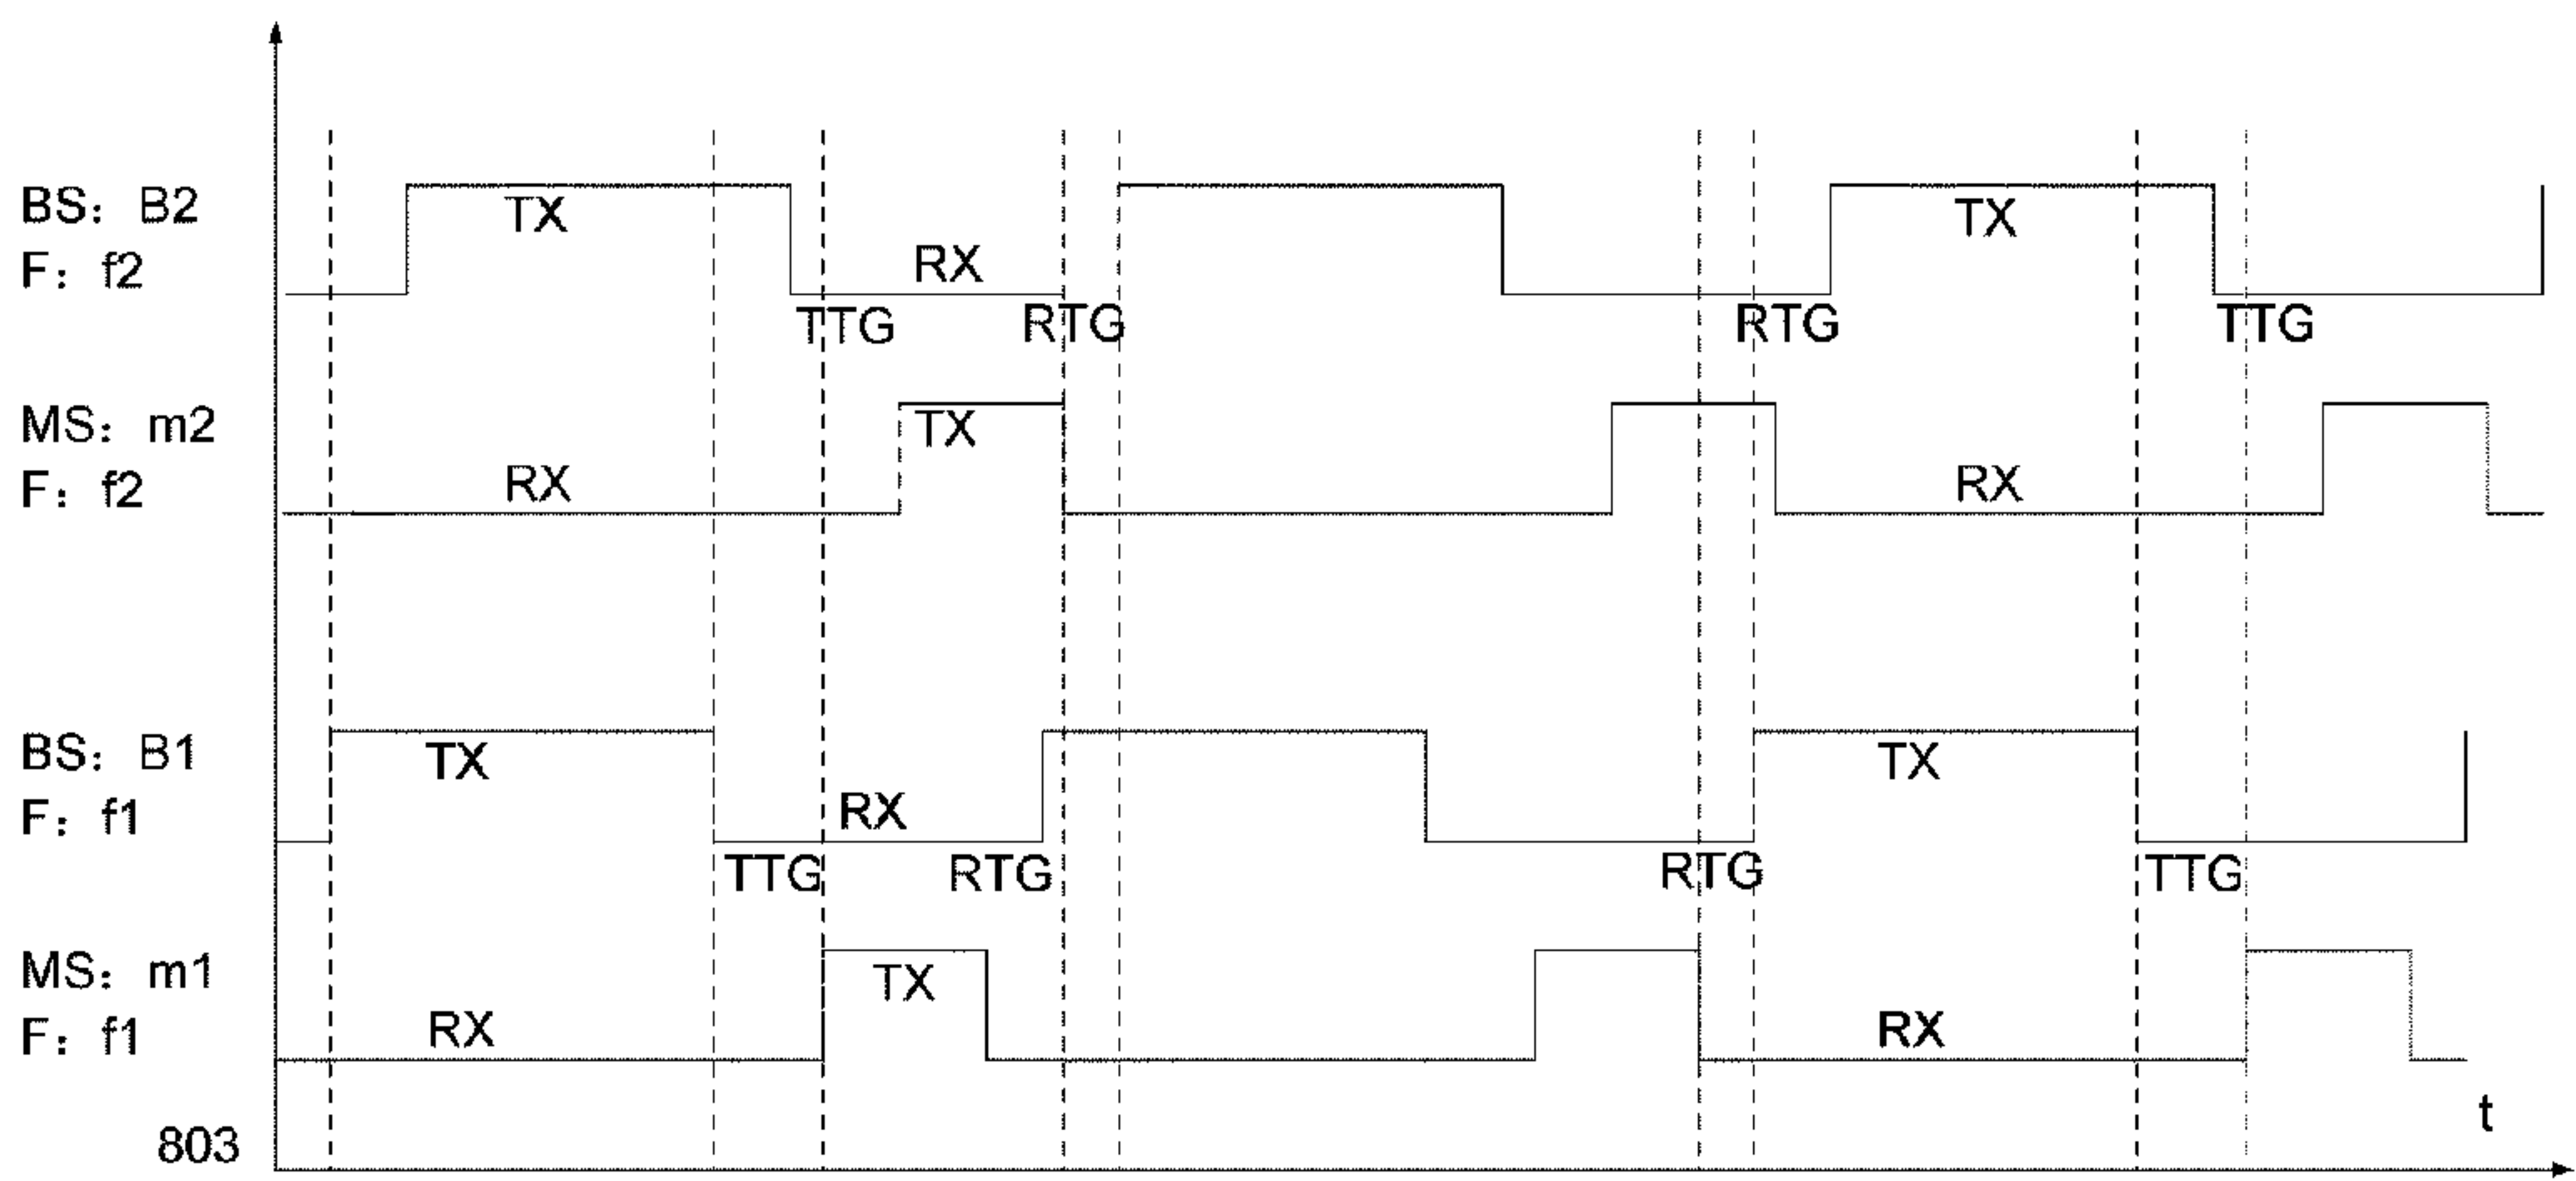 BS: B2
F: f2
TX
RX
TTG
RTG
RTG
TX
TTG
MS: m2
F: f2
RX
TX
RX
BS: B1
F: f1
TX
RX
TTG
RTG
RTG
TX
TTG
MS: m1
F: f1
RX
TX
RX
t
803